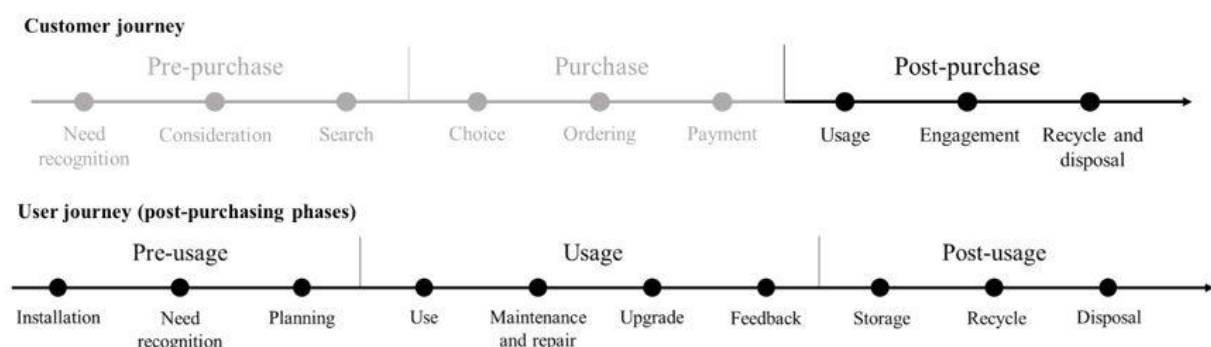 Customer journey
Pre-purchase Purchase Post-purchase
Need recognition Consideration Search Choice Ordering Payment Usage Engagement Recycle and disposal
User journey (post-purchasing phases)
Pre-usage Usage Post-usage
Installation Need recognition Planning Use Maintenance and repair Upgrade Feedback Storage Recycle Disposal